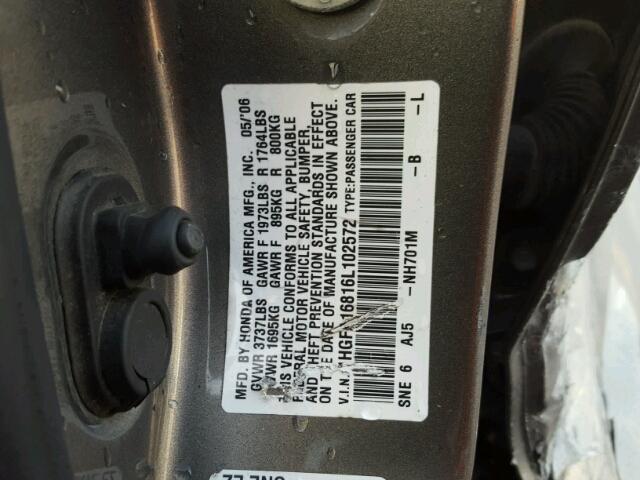 MFD. BY HONDA OF AMERICA MFG., INC. 05/'06
GVWR 3737LBS GAWR F 1973LBS R 1764LBS
GVWR 1695KG GAWR F 895KG R 800KG
THIS VEHICLE CONFORMS TO ALL APPLICABLE
FEDERAL MOTOR VEHICLE SAFETY, BUMPER,
AND THEFT PREVENTION STANDARDS IN EFFECT
ON THE DATE OF MANUFACTURE SHOWN ABOVE.
V.I.N. TYPE:PASSENGER CAR
SNE 6 AJ5 -NH701M -B -L